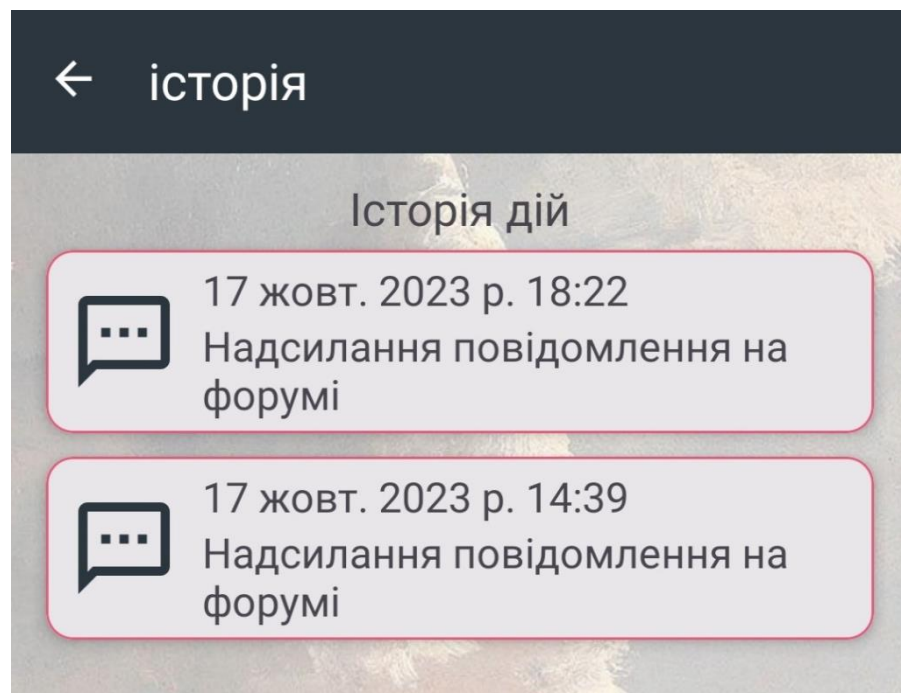 історія
Історія дій
17 жовт. 2023 р. 18:22
Надсилання повідомлення на
форумі
17 жовт. 2023 р. 14:39
Надсилання повідомлення на
форумі